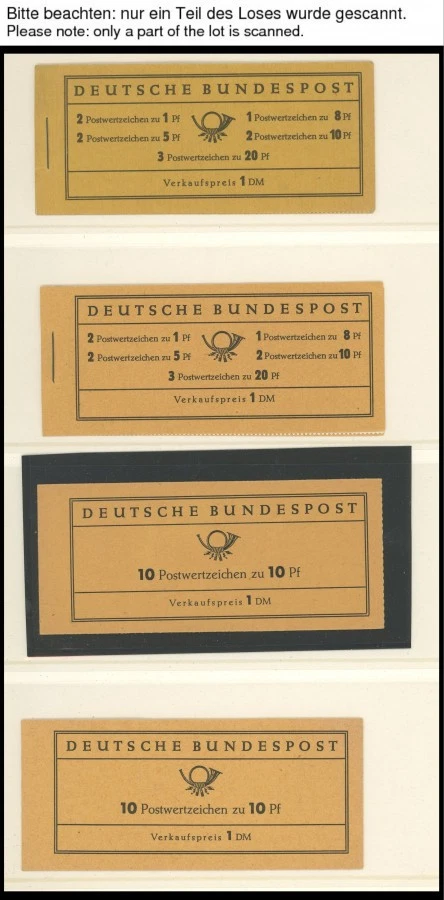 Bitte beachten: nur ein Teil des Loses wurde gescannt.
Please note: only a part of the lot is scanned.
DEUTSCHE BUNDESPOST
2 Postwertzeichen zu 1 Pf 1 Postwertzeichen zu 8 Pf
2 Postwertzeichen zu 5 Pf 2 Postwertzeichen zu 10 Pf
3 Postwertzeichen zu 20 Pf
Verkaufspreis 1 DM
DEUTSCHE BUNDESPOST
2 Postwertzeichen zu 1 Pf 1 Postwertzeichen zu 8 Pf
2 Postwertzeichen zu 5 Pf 2 Postwertzeichen zu 10 Pf
3 Postwertzeichen zu 20 Pf
Verkaufspreis 1 DM
DEUTSCHE BUNDESPOST
10 Postwertzeichen zu 10 Pf
Verkaufspreis 1 DM
DEUTSCHE BUNDESPOST
10 Postwertzeichen zu 10 Pf
Verkaufspreis 1 DM